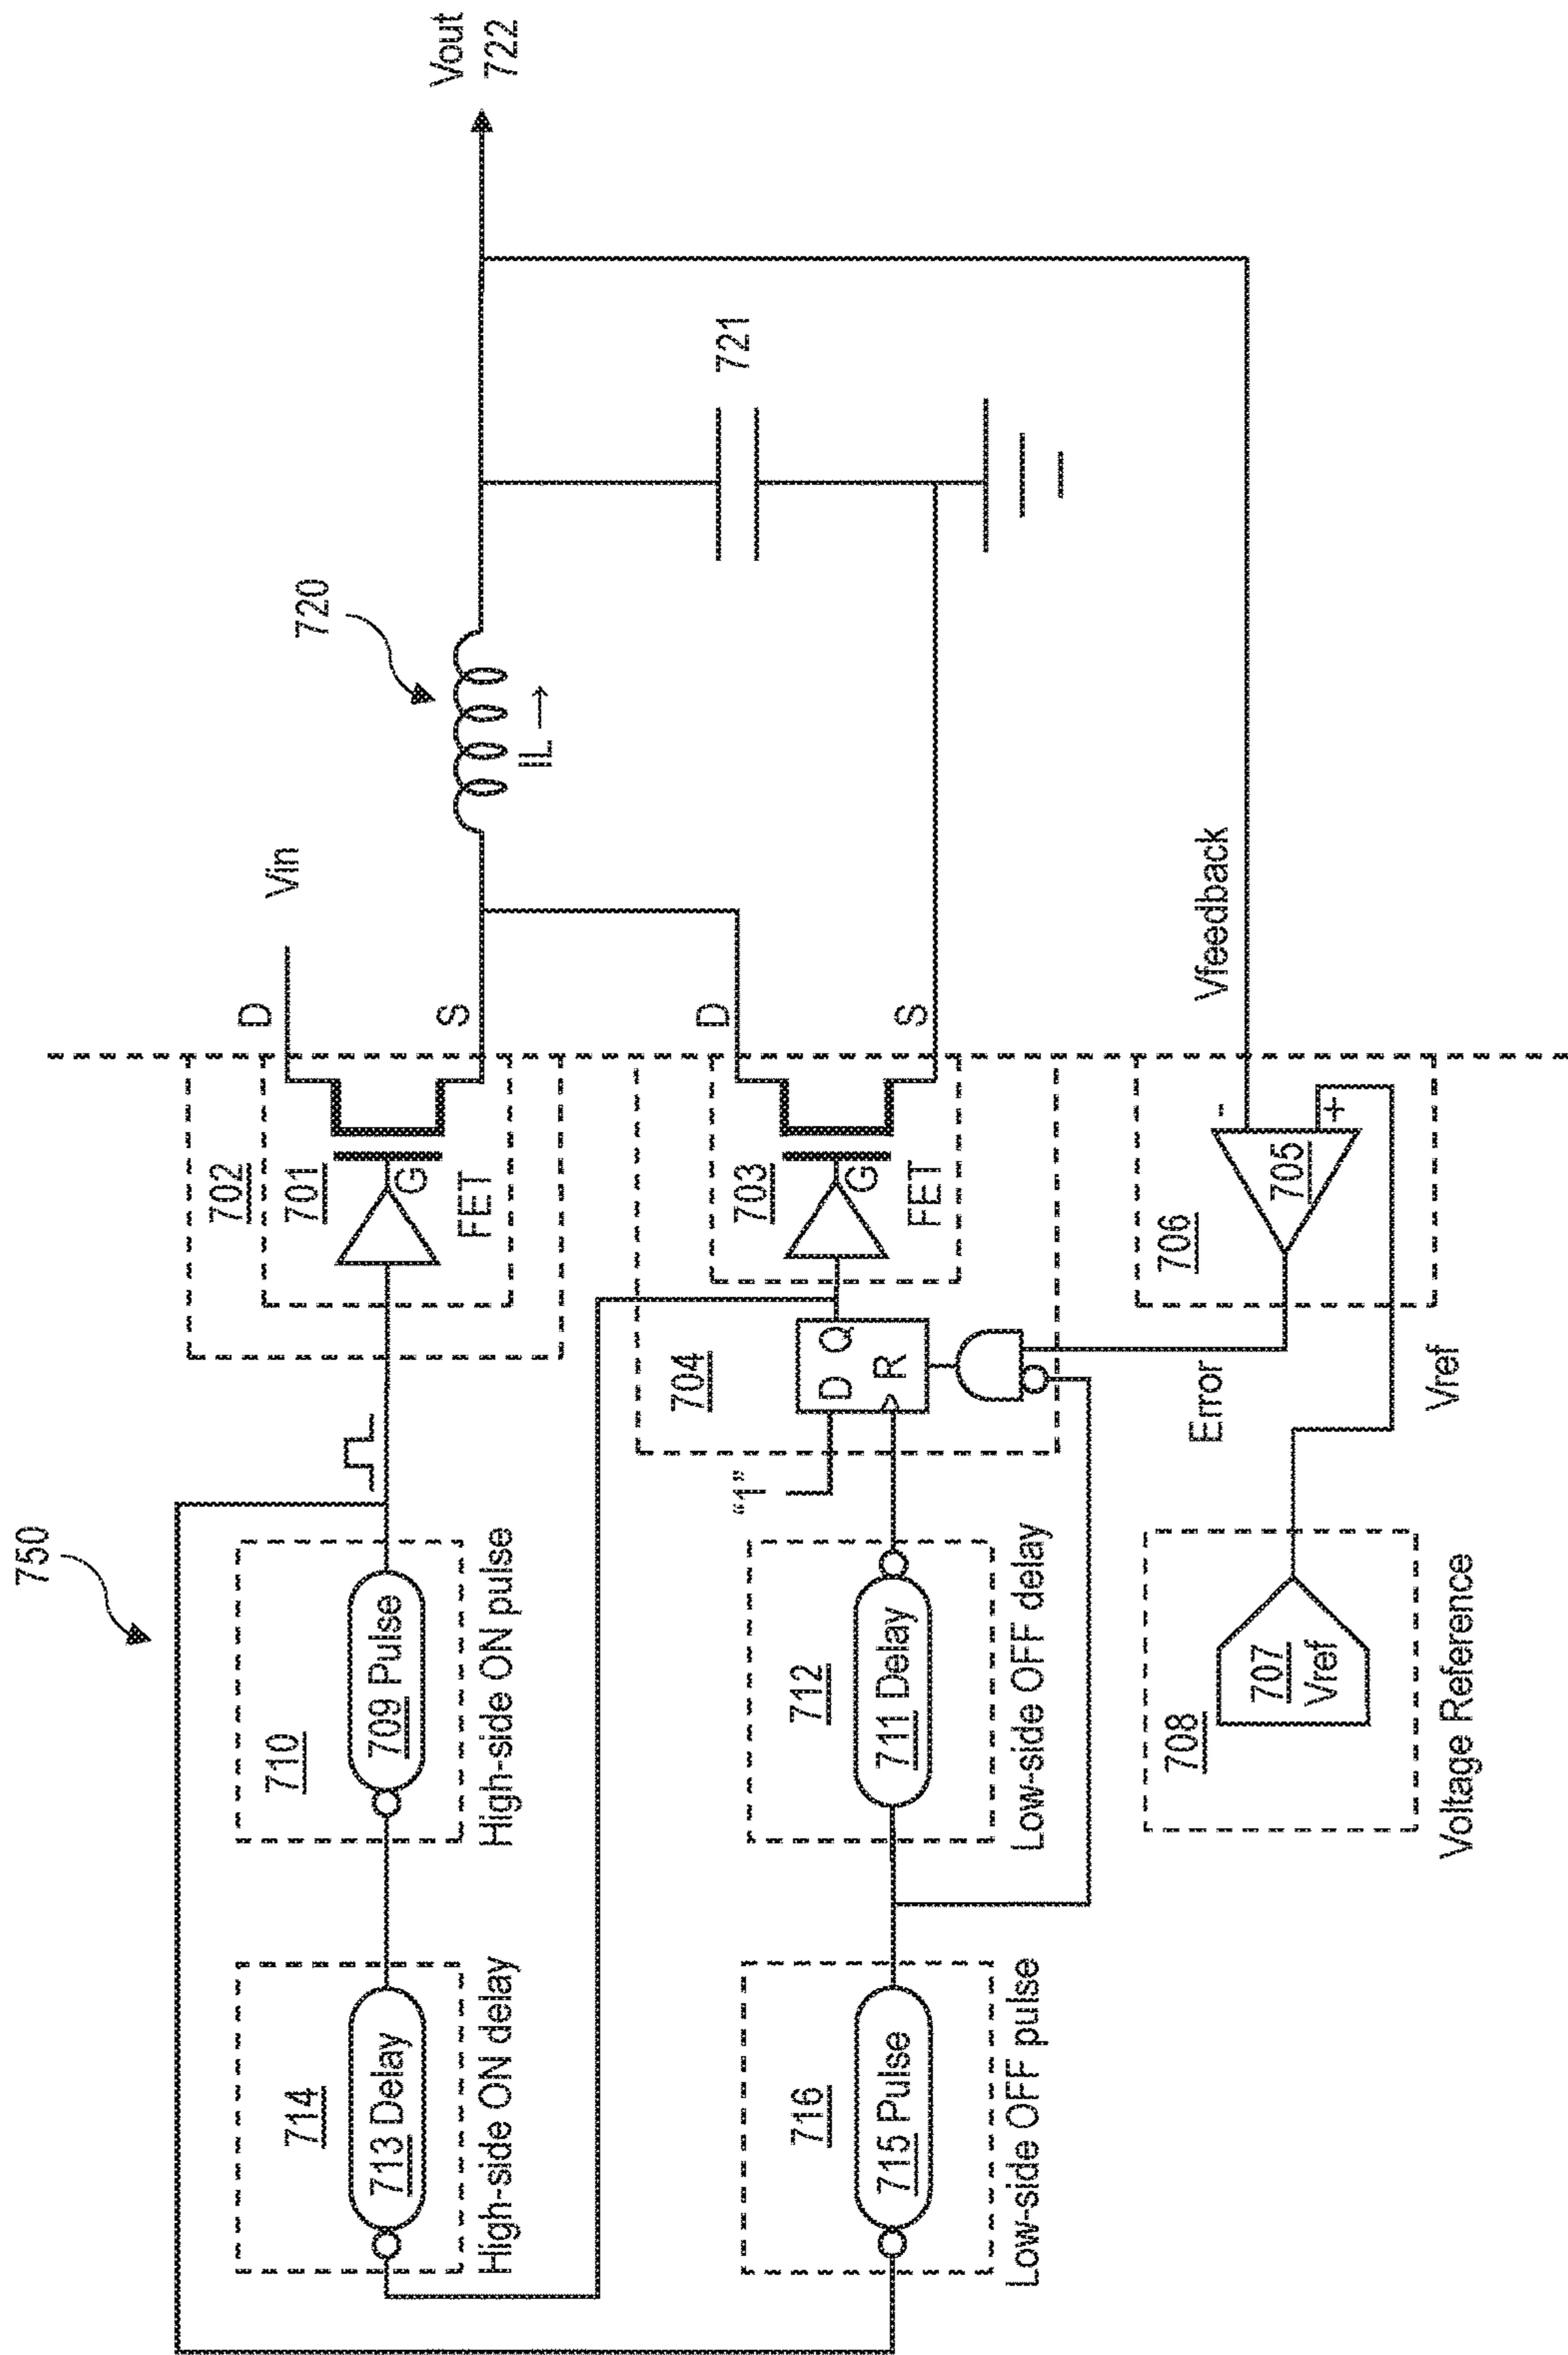 750
714
713 Delay
High-side ON delay
710
709 Pulse
High-side ON pulse
702
701
G
FET
D
S
Vin
720
IL→
Vout
722
721
716
715 Pulse
Low-side OFF pulse
712
711 Delay
Low-side OFF delay
"1"
704
D Q
R
703
G
FET
D
S
708
707
Vref
Voltage Reference
Error
Vref
706
705
-
+
Vfeedback